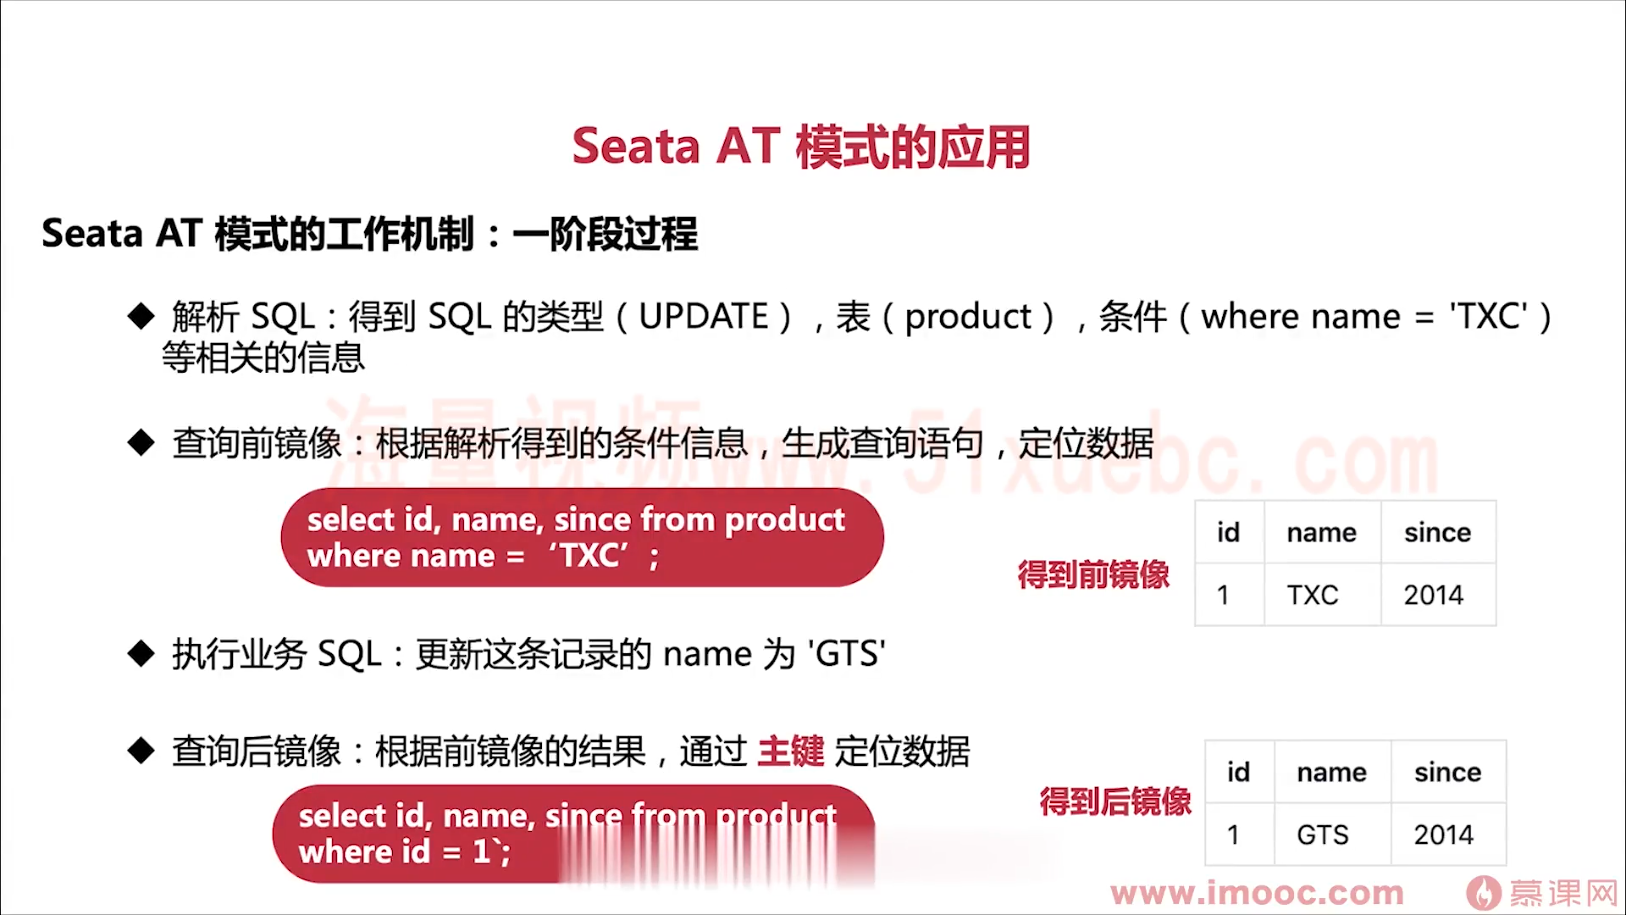 Seata AT 模式的应用
Seata AT 模式的工作机制：一阶段过程
◆ 解析 SQL：得到 SQL 的类型（UPDATE），表（product），条件（where name = 'TXC'）
等相关的信息
海量视频www.51xuebc.com
◆ 查询前镜像：根据解析得到的条件信息，生成查询语句，定位数据
select id, name, since from product
where name = ‘TXC’；
得到前镜像
id name since
1 TXC 2014
◆ 执行业务 SQL：更新这条记录的 name 为 'GTS'
◆ 查询后镜像：根据前镜像的结果，通过 主键 定位数据
select id, name, since from product
where id = 1`;
得到后镜像
id name since
1 GTS 2014
www.imooc.com 慕课网